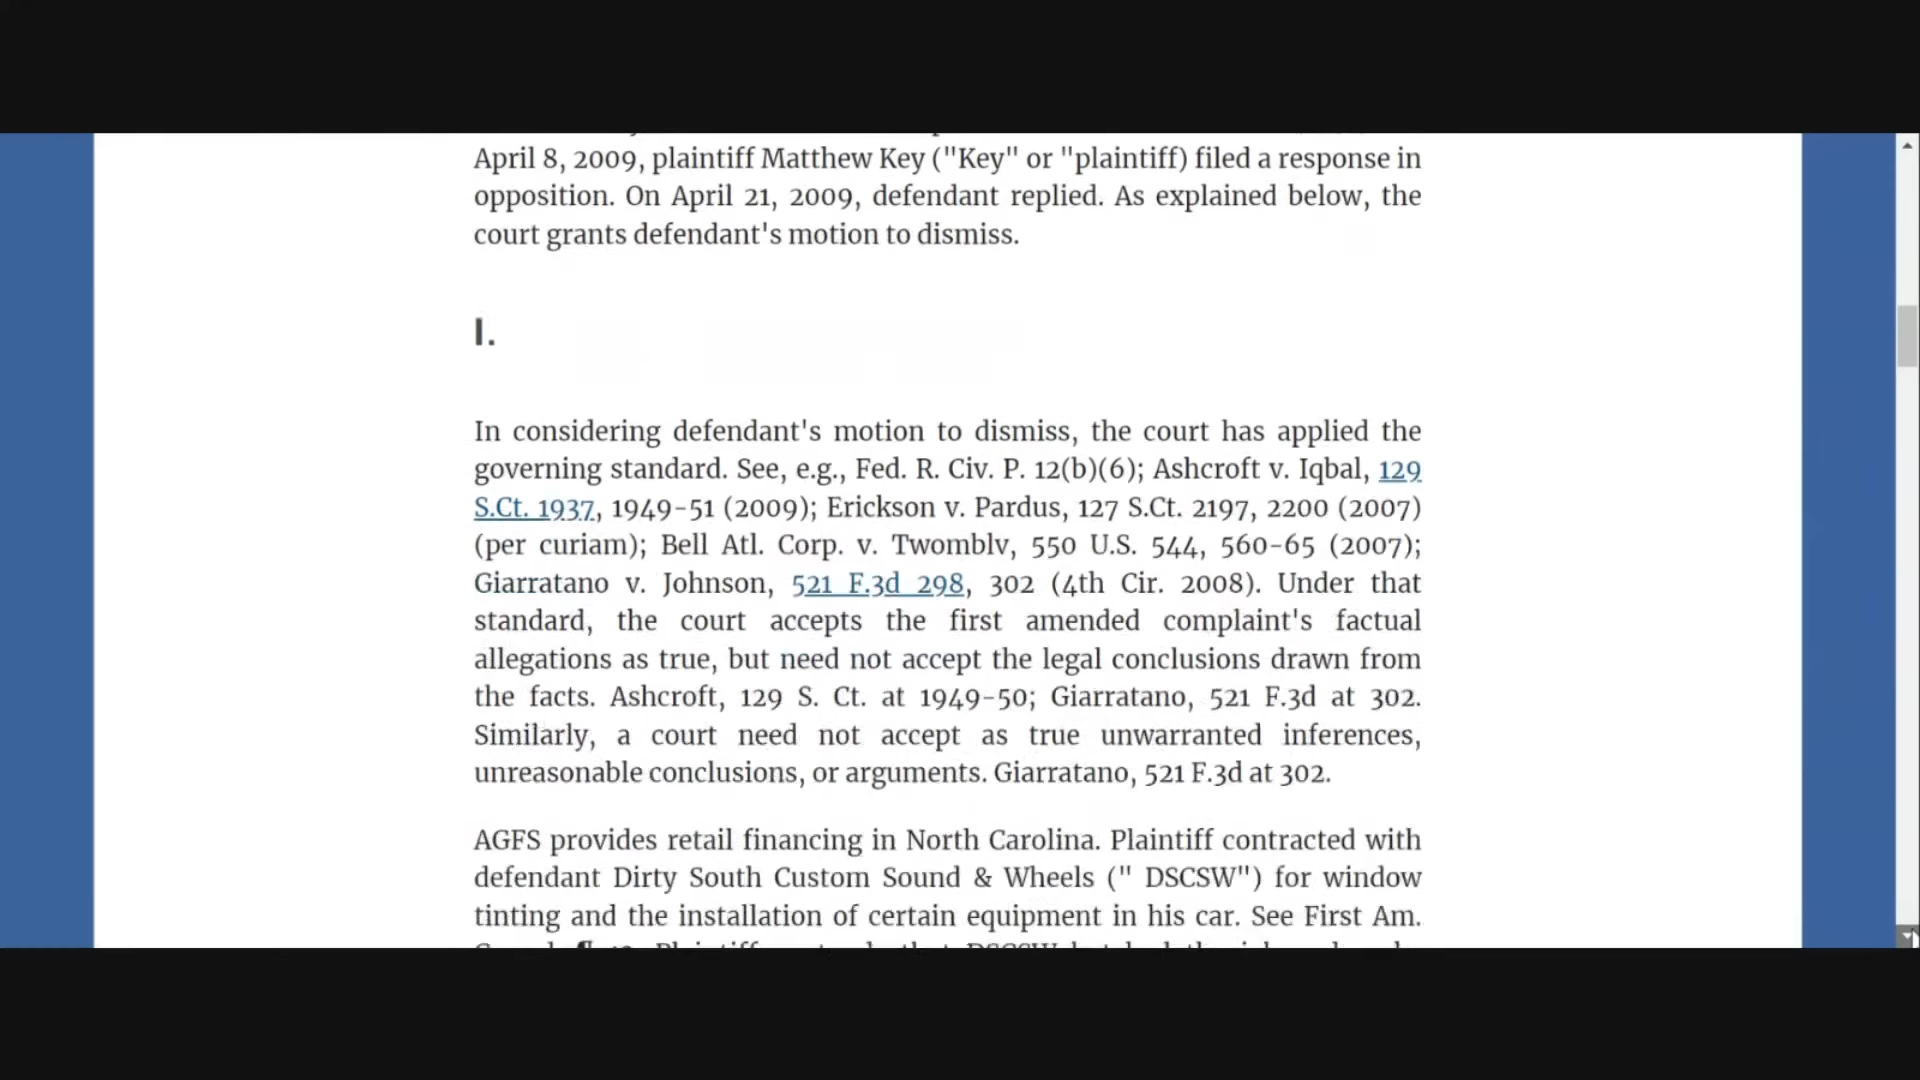 April 8, 2009, plaintiff Matthew Key ("Key" or "plaintiff) filed a response in
opposition. On April 21, 2009, defendant replied. As explained below, the
court grants defendant's motion to dismiss.
I.
In considering defendant's motion to dismiss, the court has applied the
governing standard. See, e.g., Fed. R. Civ. P. 12(b)(6); Ashcroft v. Iqbal, 129
S.Ct. 1937, 1949-51 (2009); Erickson v. Pardus, 127 S.Ct. 2197, 2200 (2007)
(per curiam); Bell Atl. Corp. v. Twomblv, 550 U.S. 544, 560-65 (2007);
Giarratano v. Johnson, 521 F.3d 298, 302 (4th Cir. 2008). Under that
standard, the court accepts the first amended complaint's factual
allegations as true, but need not accept the legal conclusions drawn from
the facts. Ashcroft, 129 S. Ct. at 1949-50; Giarratano, 521 F.3d at 302.
Similarly, a court need not accept as true unwarranted inferences,
unreasonable conclusions, or arguments. Giarratano, 521 F.3d at 302.
AGFS provides retail financing in North Carolina. Plaintiff contracted with
defendant Dirty South Custom Sound & Wheels (" DSCSW") for window
tinting and the installation of certain equipment in his car. See First Am.